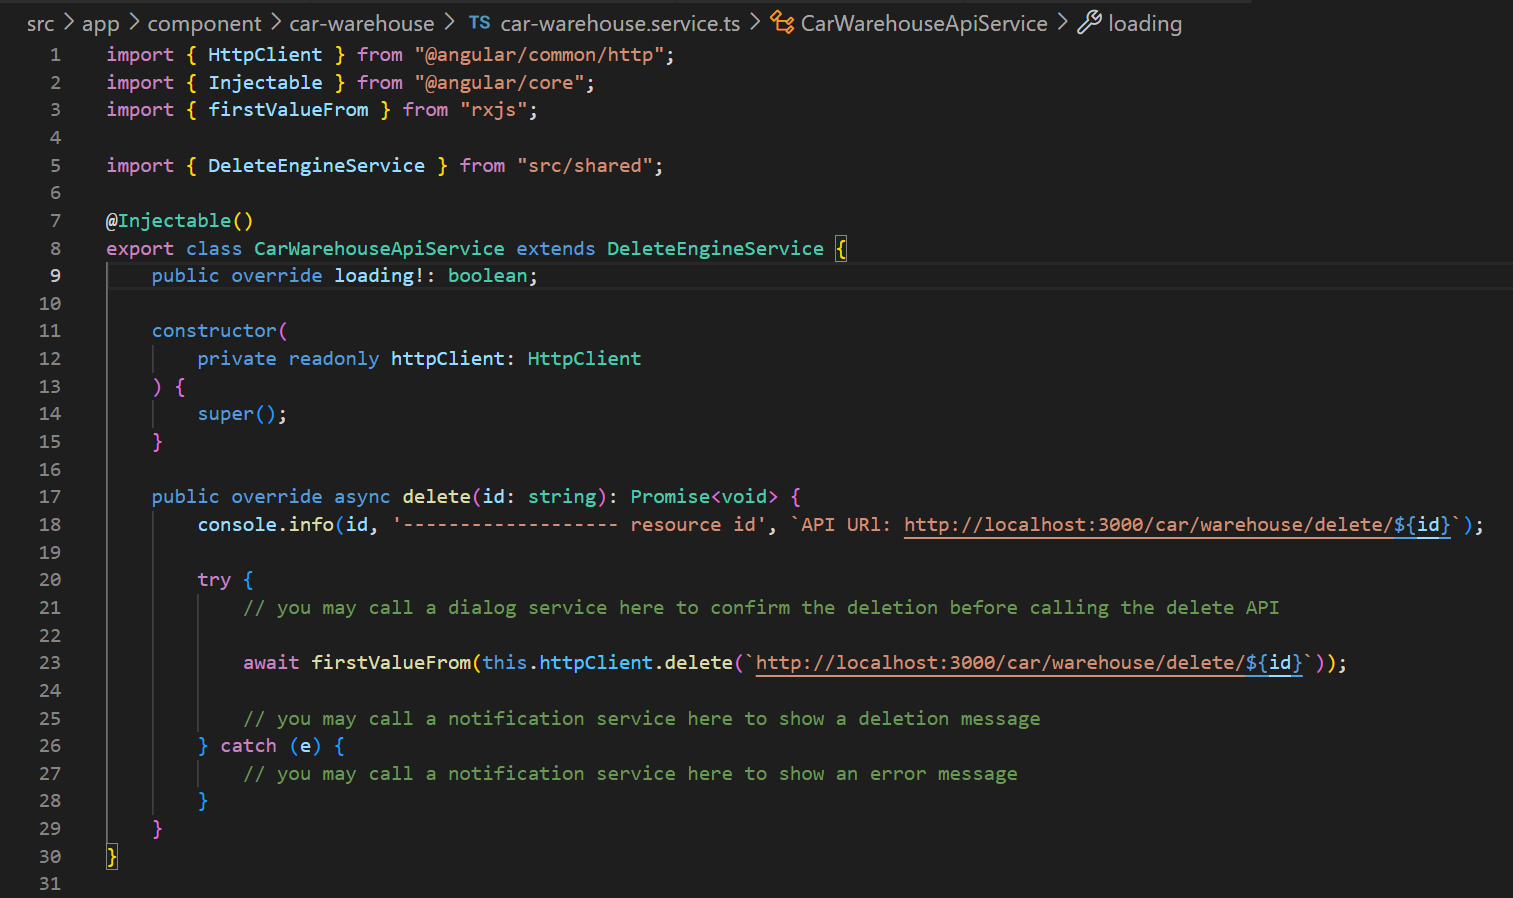 src > app > component > car-warehouse > TS car-warehouse.service.ts > CarWarehouseApiService > loading
1 import { HttpClient } from "@angular/common/http";
2 import { Injectable } from "@angular/core";
3 import { firstValueFrom } from "rxjs";
4
5 import { DeleteEngineService } from "src/shared";
6
7 @Injectable()
8 export class CarWarehouseApiService extends DeleteEngineService {
9     public override loading!: boolean;
10
11     constructor(
12         private readonly httpClient: HttpClient
13     ) {
14         super();
15     }
16
17     public override async delete(id: string): Promise<void> {
18         console.info(id, '------------------- resource id', `API URl: http://localhost:3000/car/warehouse/delete/${id}`);
19
20         try {
21             // you may call a dialog service here to confirm the deletion before calling the delete API
22
23             await firstValueFrom(this.httpClient.delete(`http://localhost:3000/car/warehouse/delete/${id}`));
24
25             // you may call a notification service here to show a deletion message
26         } catch (e) {
27             // you may call a notification service here to show an error message
28         }
29     }
30 }
31